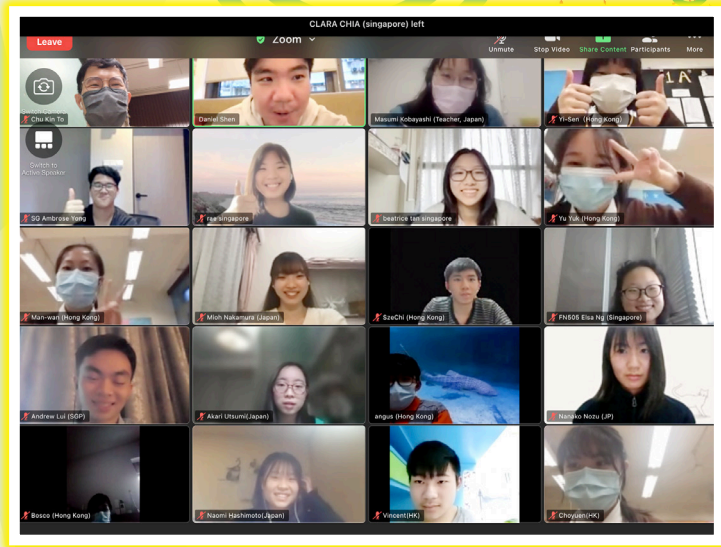 CLARA CHIA (singapore) left
Leave
Zoom
Unmute
Stop Video
Share Content
Participants
More
Chu Kin To
Daniel Shen
Masumi Kobayashi (Teacher, Japan)
Yi-Sen (Hong Kong)
Switch to
Active Speaker
SG Ambrose Yong
rae singapore
beatrice tan singapore
Yu Yuk (Hong Kong)
Man-wan (Hong Kong)
Mioh Nakamura (Japan)
SzeChi (Hong Kong)
FN505 Elsa Ng (Singapore)
Andrew Lui (SGP)
Akari Utsumi(Japan)
angus (Hong Kong)
Nanako Nozu (JP)
Bosco (Hong Kong)
Naomi Hashimoto(Japan)
Vincent(HK)
Choyuen(HK)